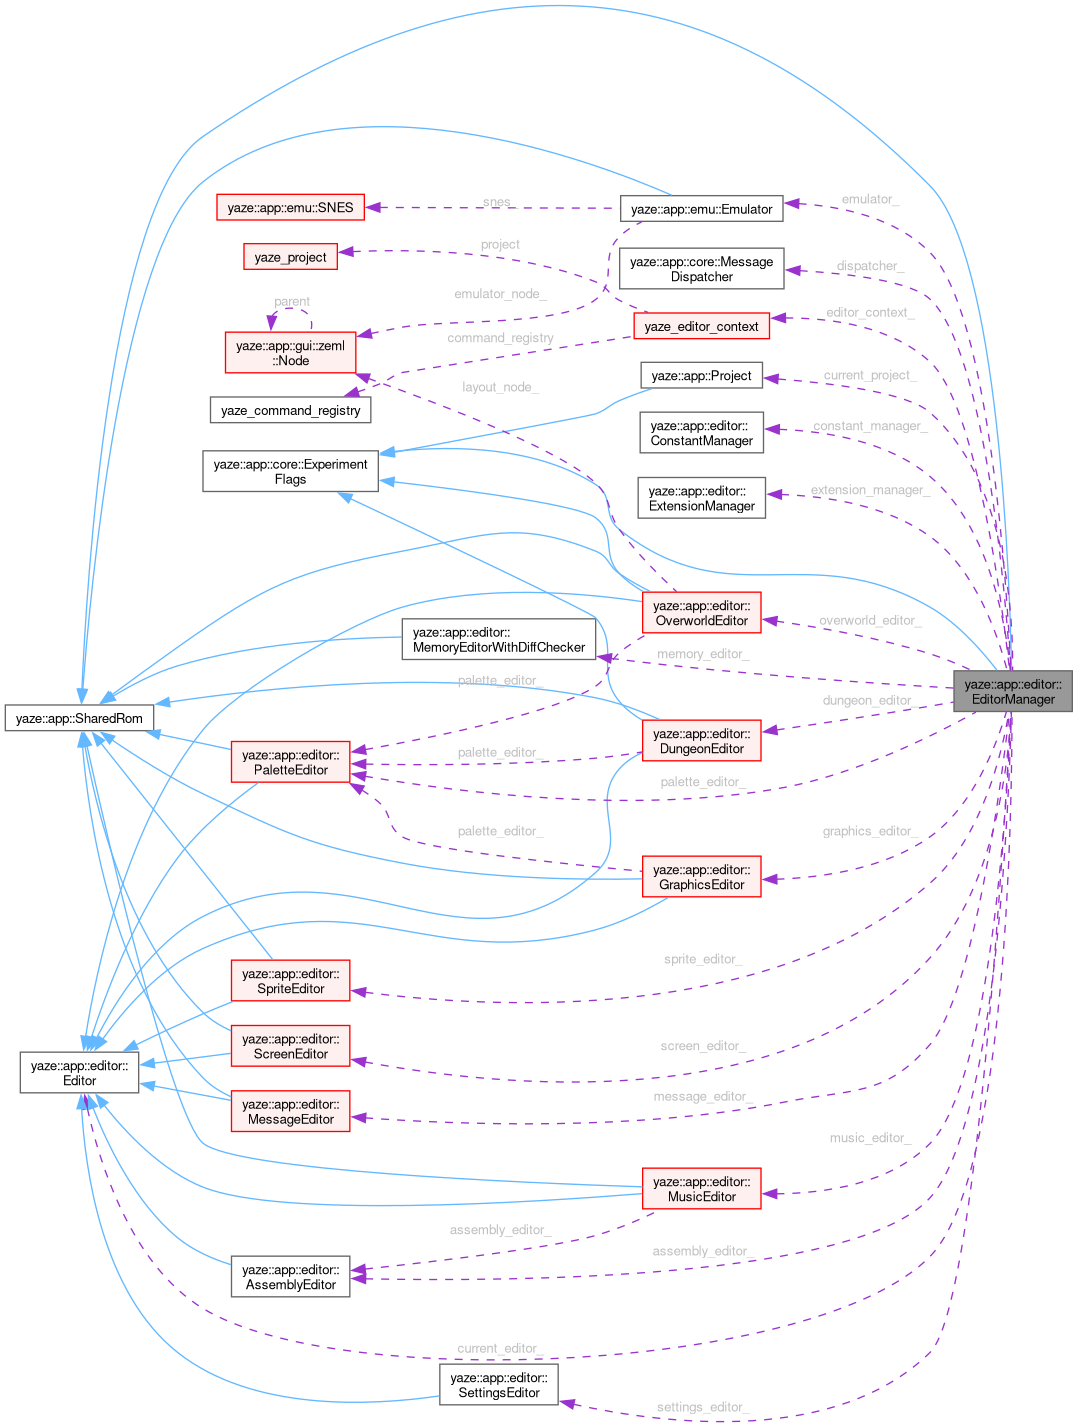 emulator_
snes
yaze::app::emu::SNES
yaze::app::emu::Emulator
project
yaze_project
yaze::app::core::Message
Dispatcher
dispatcher_
parent
emulator_node_
yaze_editor_context
editor_context_
yaze::app::gui::zeml
::Node
command_registry
yaze::app::Project
current_project_
layout_node_
yaze_command_registry
yaze::app::editor::
ConstantManager
constant_manager_
yaze::app::core::Experiment
Flags
yaze::app::editor::
ExtensionManager
extension_manager_
yaze::app::editor::
OverworldEditor
overworld_editor_
yaze::app::editor::
MemoryEditorWithDiffChecker
memory_editor_
palette_editor_
yaze::app::editor::
EditorManager
dungeon_editor_
yaze::app::SharedRom
yaze::app::editor::
DungeonEditor
yaze::app::editor::
PaletteEditor
palette_editor_
palette_editor_
palette_editor_
graphics_editor_
yaze::app::editor::
GraphicsEditor
sprite_editor_
yaze::app::editor::
SpriteEditor
yaze::app::editor::
ScreenEditor
screen_editor_
yaze::app::editor::
Editor
message_editor_
yaze::app::editor::
MessageEditor
music_editor_
yaze::app::editor::
MusicEditor
assembly_editor_
assembly_editor_
yaze::app::editor::
AssemblyEditor
current_editor_
yaze::app::editor::
SettingsEditor
settings_editor_